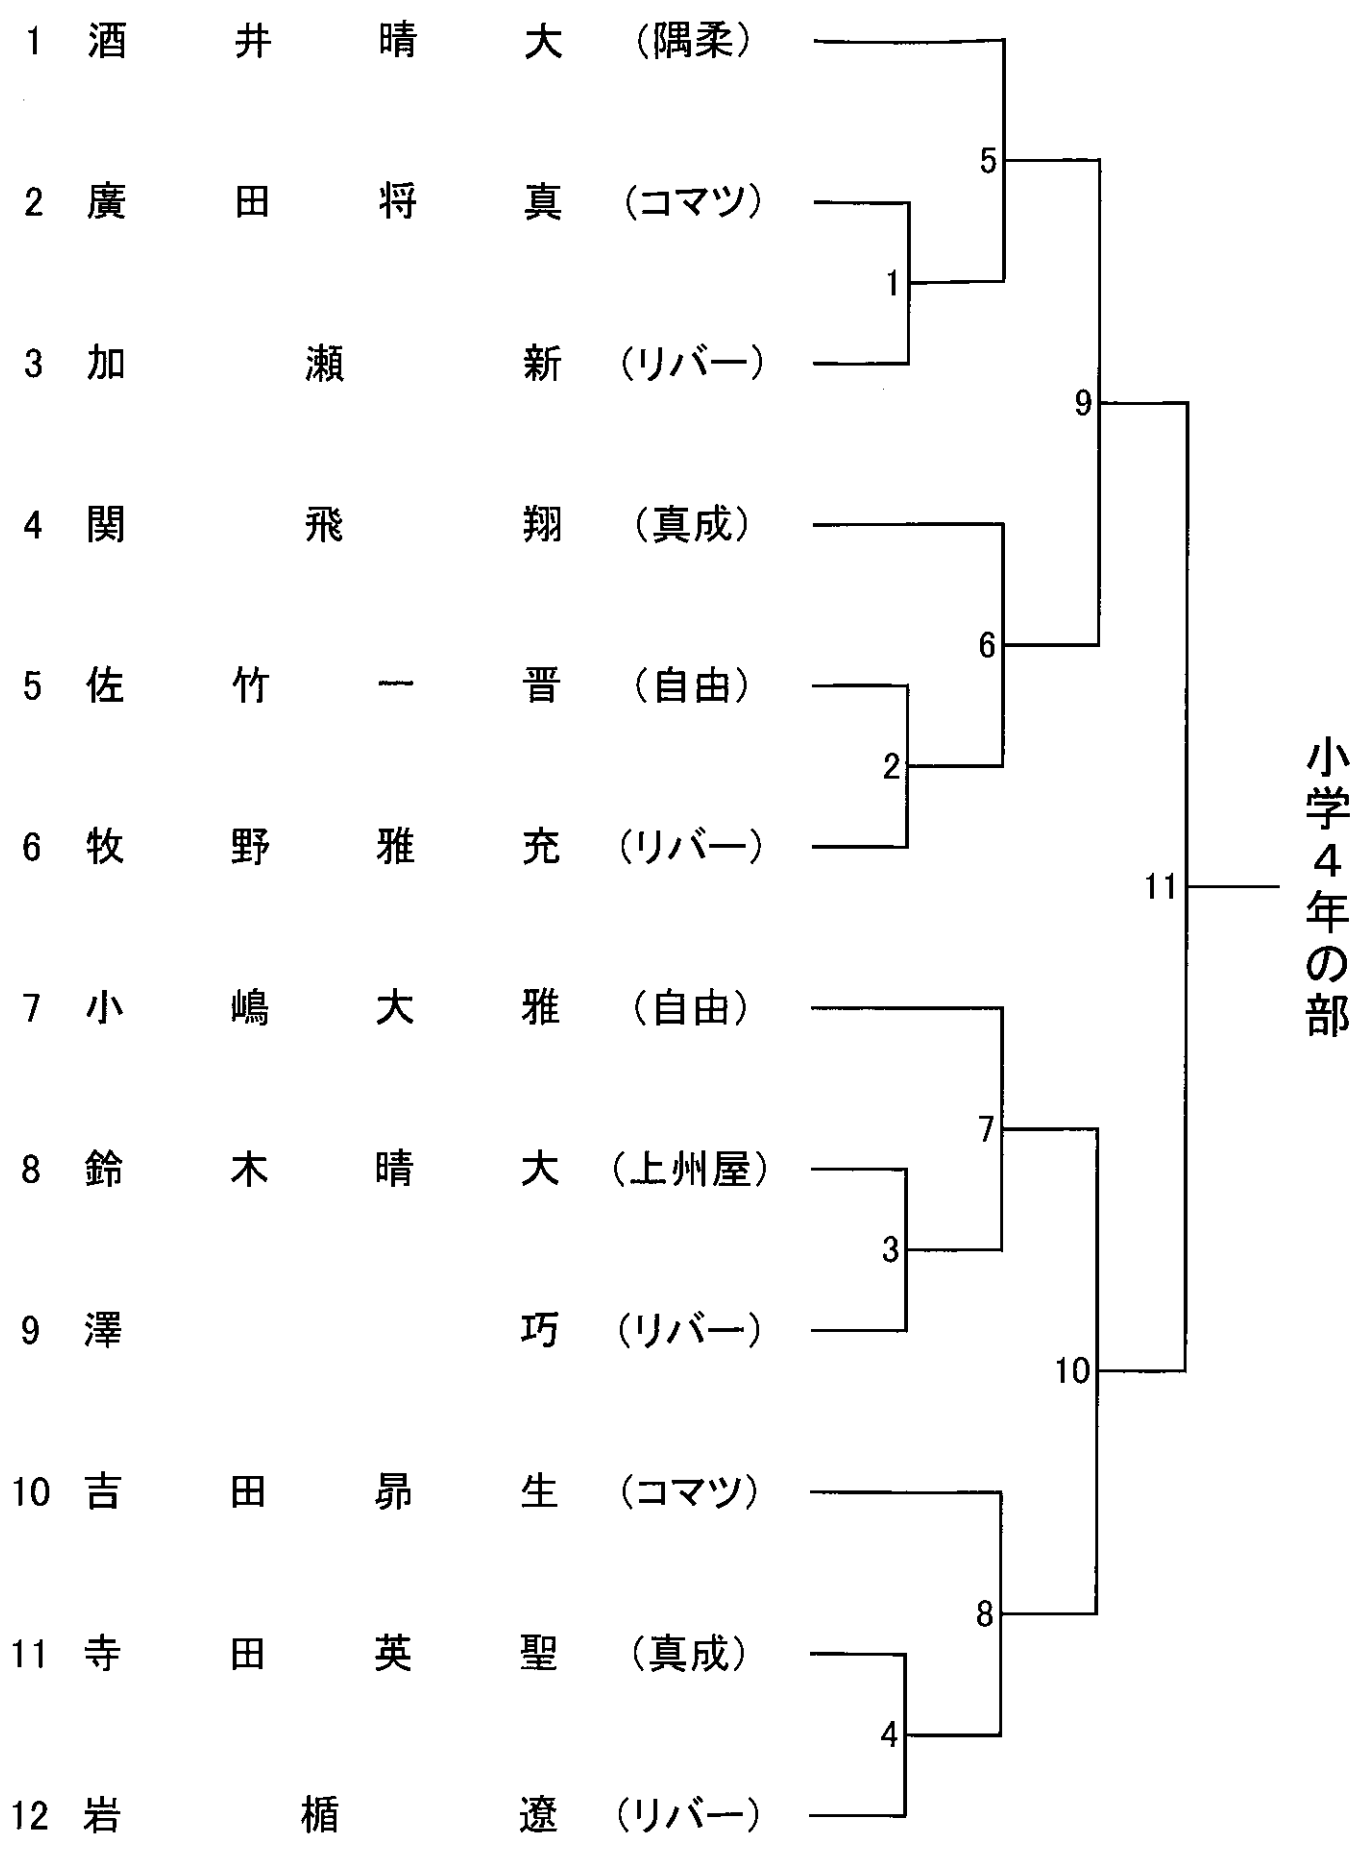 1 酒井晴大 (隅柔)
2 廣田将真 (コマツ)
3 加瀬新 (リバー)
4 関飛翔 (真成)
5 佐竹一晋 (自由)
6 牧野雅充 (リバー)
7 小嶋大雅 (自由)
8 鈴木晴大 (上州屋)
9 澤巧 (リバー)
10 吉田昴生 (コマツ)
11 寺田英聖 (真成)
12 岩楯遼 (リバー)
5
1
9
6
2
11
7
3
10
8
4
小学4年の部